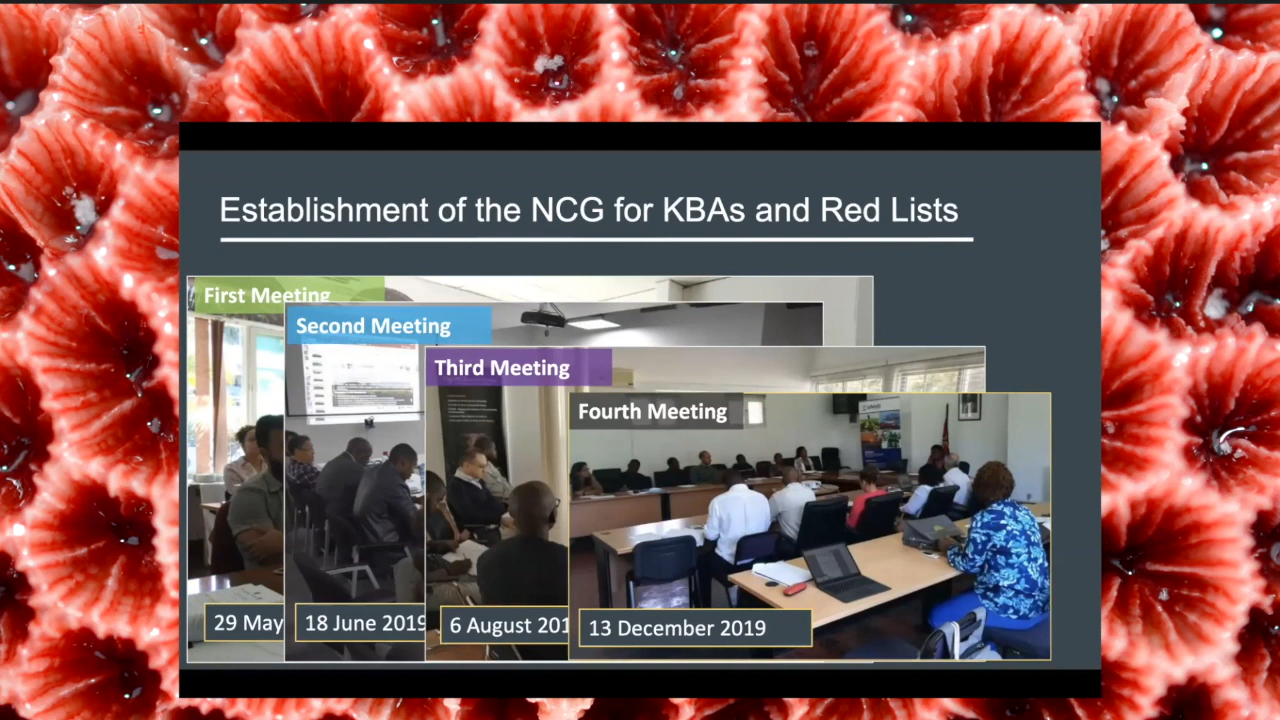 Establishment of the NCG for KBAs and Red Lists
First Meeting
Second Meeting
Third Meeting
Fourth Meeting
29 May
18 June 2019
6 August 201
13 December 2019